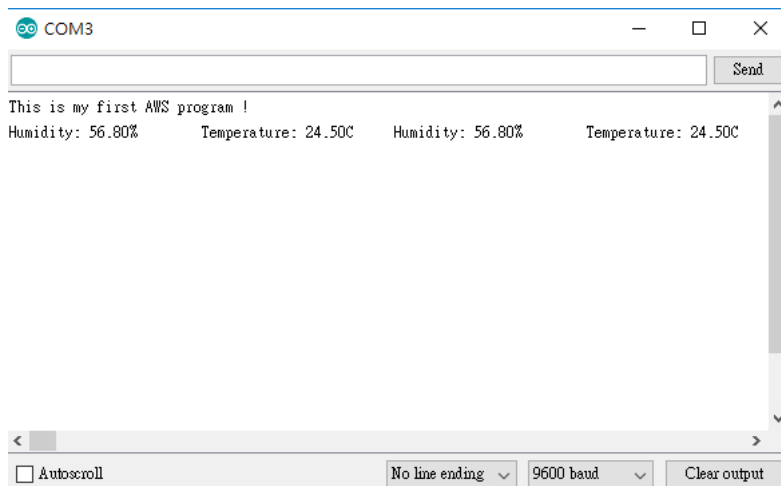 COM3
Send
This is my first AWS program !
Humidity: 56.80% Temperature: 24.50C Humidity: 56.80% Temperature: 24.50C
Autoscroll No line ending 9600 baud Clear output